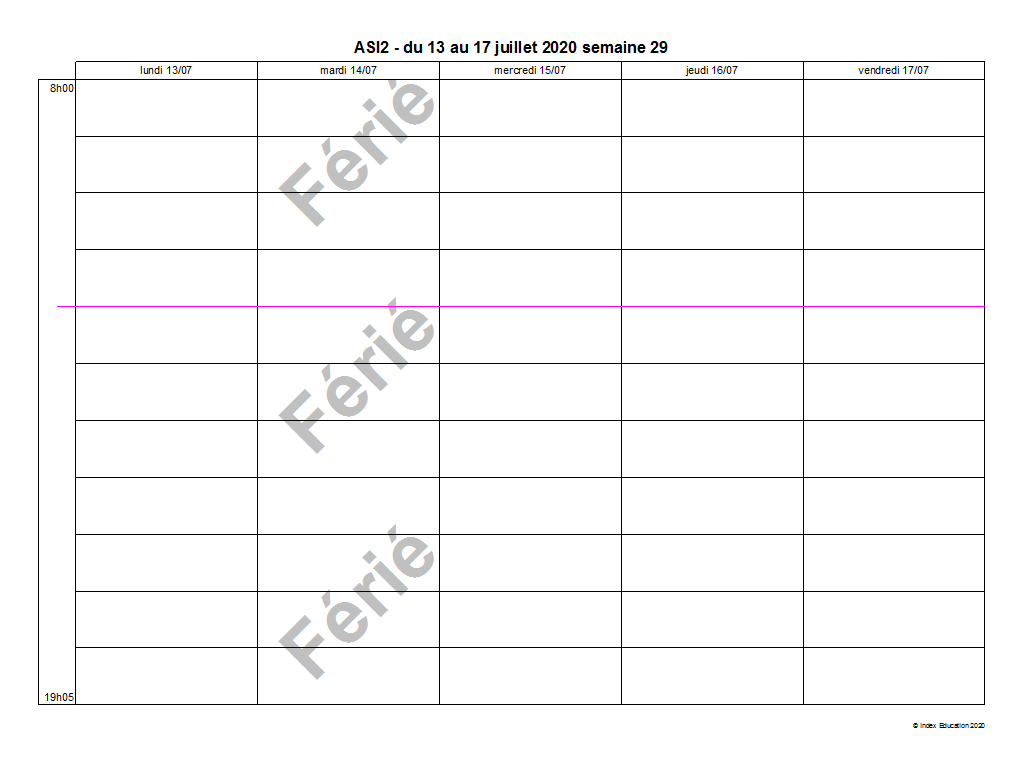 ASI2 - du 13 au 17 juillet 2020 semaine 29
lundi 13/07 mardi 14/07 mercredi 15/07 jeudi 16/07 vendredi 17/07
8h00
Férié
Férié
Férié
19h05
© Index Education 2020